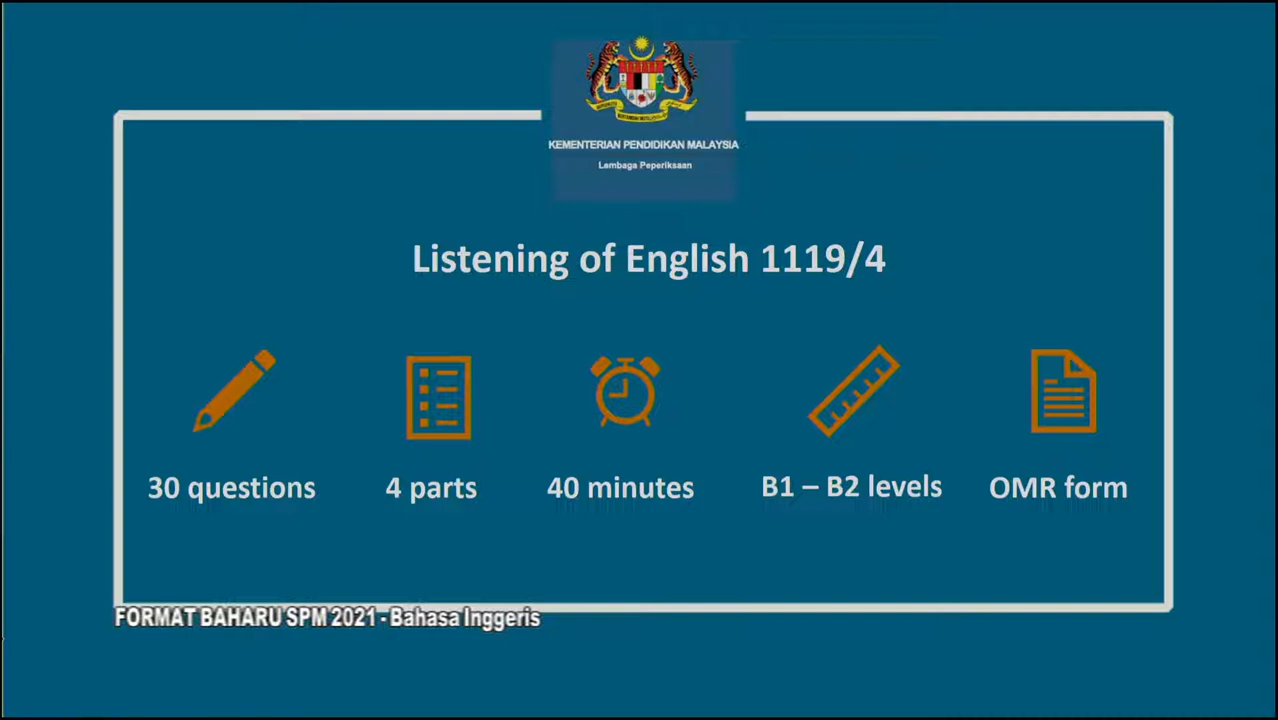 KEMENTERIAN PENDIDIKAN MALAYSIA
Lembaga Peperiksaan
Listening of English 1119/4
30 questions
4 parts
40 minutes
B1 – B2 levels
OMR form
FORMAT BAHARU SPM 2021 - Bahasa Inggeris